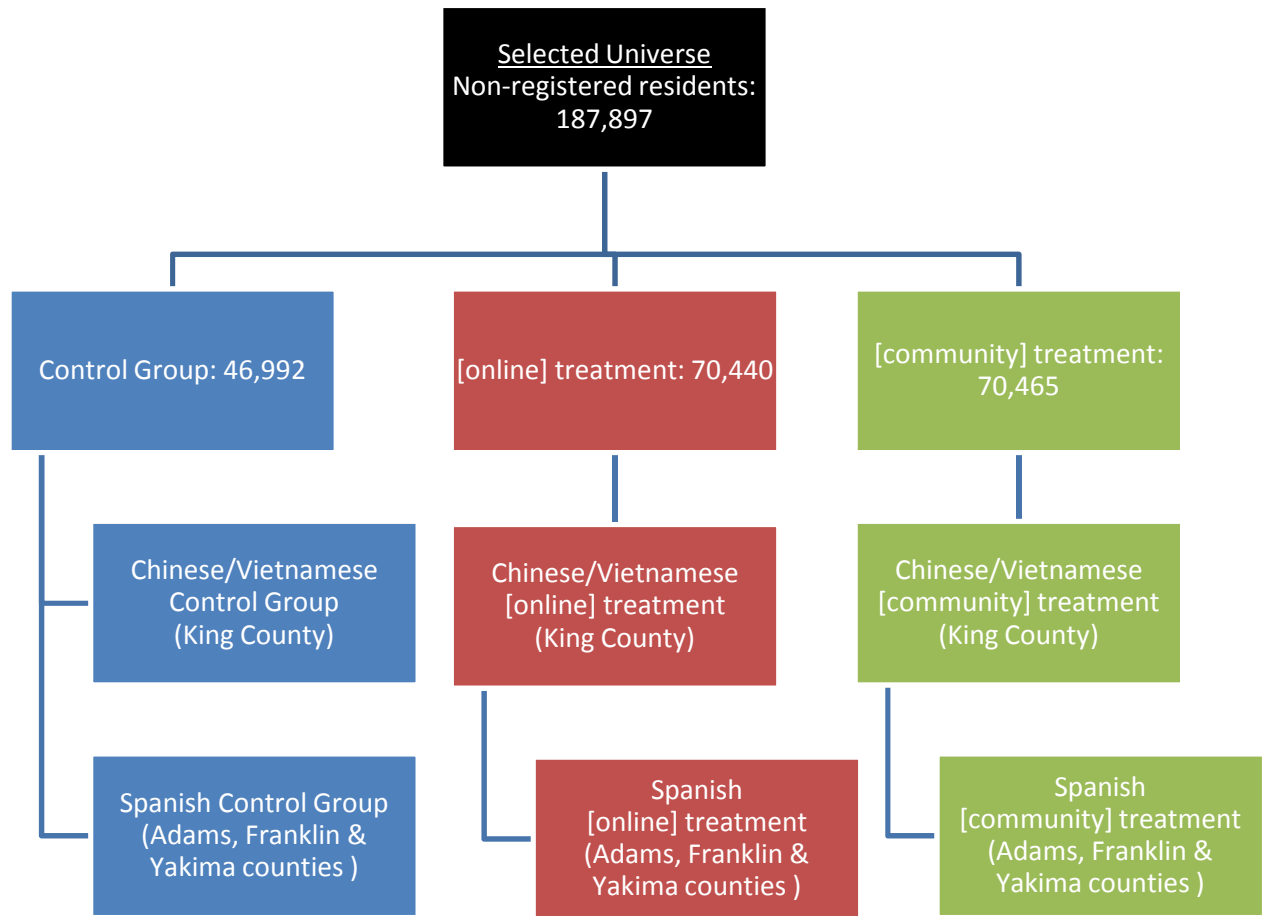 Selected Universe
Non-registered residents:
187,897
Control Group: 46,992
[online] treatment: 70,440
[community] treatment:
70,465
Chinese/Vietnamese
Control Group
(King County)
Chinese/Vietnamese
[online] treatment
(King County)
Chinese/Vietnamese
[community] treatment
(King County)
Spanish Control Group
(Adams, Franklin &
Yakima counties )
Spanish
[online] treatment
(Adams, Franklin &
Yakima counties )
Spanish
[community] treatment
(Adams, Franklin &
Yakima counties )